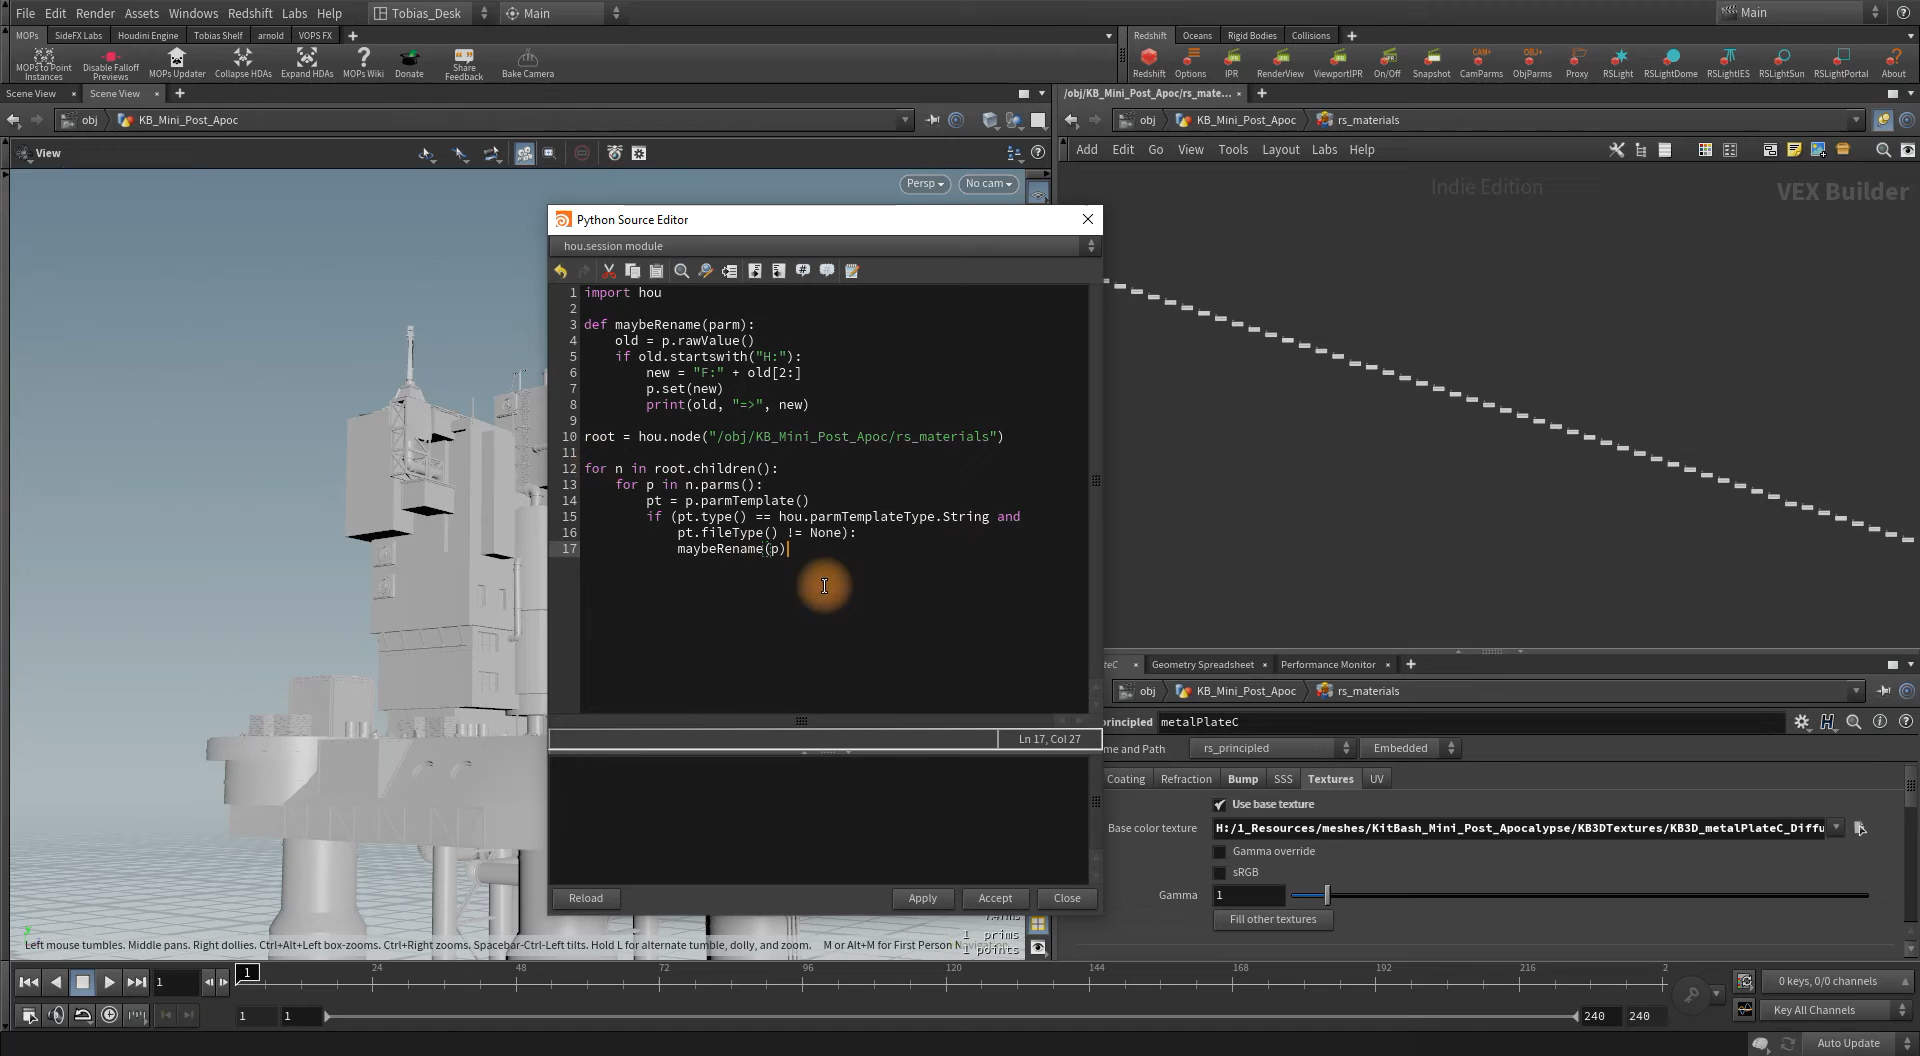 File Edit Render Assets Windows Redshift Labs Help Tobias_Desk Main Main
MOPs SideFX Labs Houdini Engine Tobias Shelf arnold VOPS FX
Redshift Oceans Rigid Bodies Collisions
MOPs to Point Instances
Disable Falloff Previews
MOPs Updater
Collapse HDAs
Expand HDAs
MOPs Wiki
Donate
Share Feedback
Bake Camera
Redshift Options IPR RenderView ViewportIPR On/Off Snapshot CamParms ObjParms Proxy RSLight RSLightDome RSLightIES RSLightSun RSLightPortal About
Scene View Scene View
/obj/KB_Mini_Post_Apoc/rs_mate...
obj KB_Mini_Post_Apoc
obj KB_Mini_Post_Apoc rs_materials
View
Add Edit Go View Tools Layout Labs Help
Persp No cam
Indie Edition
VEX Builder
Python Source Editor
hou.session module
1 import hou
2
3 def maybeRename(parm):
4 old = p.rawValue()
5 if old.startswith("H:"):
6 new = "F:" + old[2:]
7 p.set(new)
8 print(old, "=>", new)
9
10 root = hou.node("/obj/KB_Mini_Post_Apoc/rs_materials")
11
12 for n in root.children():
13 for p in n.parms():
14 pt = p.parmTemplate()
15 if (pt.type() == hou.parmTemplateType.String and
16 pt.fileType() != None):
17 maybeRename(p)
Ln 17, Col 27
Reload Apply Accept Close
Geometry Spreadsheet Performance Monitor
obj KB_Mini_Post_Apoc rs_materials
rincipled metalPlateC
me and Path rs_principled Embedded
Coating Refraction Bump SSS Textures UV
Use base texture
Base color texture H:/1_Resources/meshes/KitBash_Mini_Post_Apocalypse/KB3DTextures/KB3D_metalPlateC_Diffu
Gamma override
sRGB
Gamma 1
Fill other textures
1 prims
1 points
Left mouse tumbles. Middle pans. Right dollies. Ctrl+Alt+Left box-zooms. Ctrl+Right zooms. Spacebar-Ctrl-Left tilts. Hold L for alternate tumble, dolly, and zoom. M or Alt+M for First Person
y
1 1 24 48 72 96 120 144 168 192 216 2
0 keys, 0/0 channels
1 1 240 240
Key All Channels
Auto Update